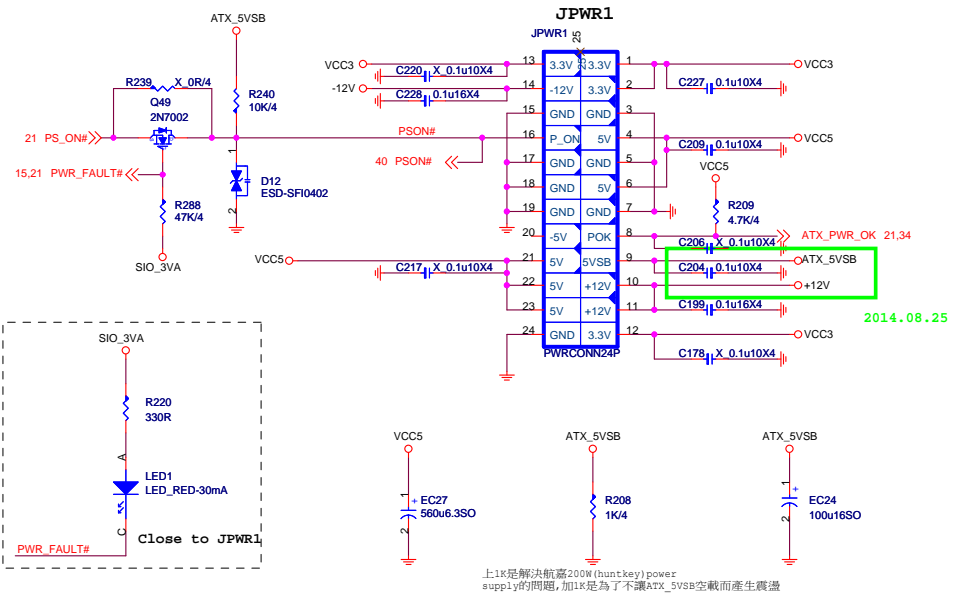 JPWR1
ATX_5VSB
JPWR1
25
VCC3
13
3.3V
25
3.3V
1
VCC3
C220
X_0.1u10X4
R239
X_0R/4
-12V
14
-12V
3.3V
2
C227
0.1u10X4
R240
10K/4
C228
0.1u16X4
Q49
2N7002
15
GND
GND
3
21 PS_ON#
PSON#
16
P_ON
5V
4
VCC5
C209
0.1u10X4
40 PSON#
17
GND
GND
5
VCC5
15,21 PWR_FAULT#
1
D12
ESD-SFI0402
18
GND
5V
6
R288
47K/4
2
19
GND
GND
7
R209
4.7K/4
20
-5V
POK
8
ATX_PWR_OK 21,34
C206
X_0.1u10X4
SIO_3VA
VCC5
21
5V
5VSB
9
ATX_5VSB
C217
X_0.1u10X4
C204
0.1u10X4
22
5V
+12V
10
+12V
23
5V
+12V
11
C199
0.1u16X4
2014.08.25
24
GND
3.3V
12
VCC3
PWRCONN24P
C178
X_0.1u10X4
SIO_3VA
R220
330R
A
LED1
LED_RED-30mA
C
Close to JPWR1
PWR_FAULT#
VCC5
1
+
EC27
560u6.3SO
2
ATX_5VSB
R208
1K/4
ATX_5VSB
1
+
EC24
100u16SO
2
上1K是解決航嘉200W(huntkey)power
supply的問題,加1K是為了不讓ATX_5VSB空載而產生震盪